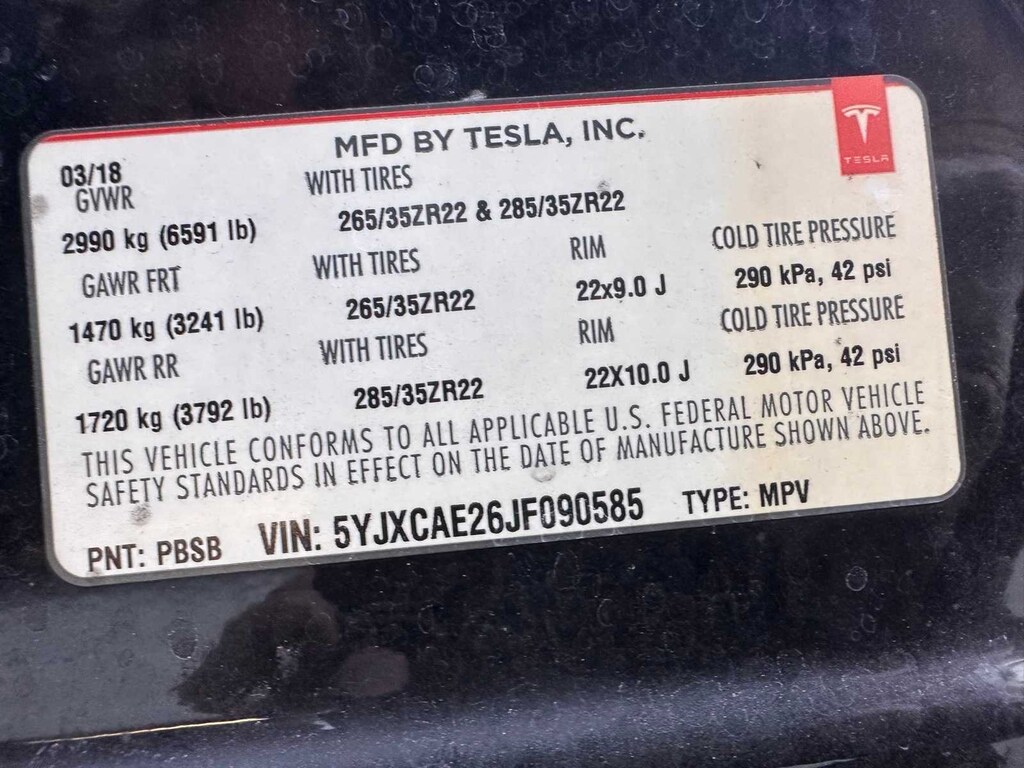 MFD BY TESLA, INC.
TESLA
03/18
GVWR WITH TIRES
2990 kg (6591 lb) 265/35ZR22 & 285/35ZR22
GAWR FRT WITH TIRES RIM COLD TIRE PRESSURE
1470 kg (3241 lb) 265/35ZR22 22x9.0 J 290 kPa, 42 psi
GAWR RR WITH TIRES RIM COLD TIRE PRESSURE
1720 kg (3792 lb) 285/35ZR22 22X10.0 J 290 kPa, 42 psi
THIS VEHICLE CONFORMS TO ALL APPLICABLE U.S. FEDERAL MOTOR VEHICLE
SAFETY STANDARDS IN EFFECT ON THE DATE OF MANUFACTURE SHOWN ABOVE.
PNT: PBSB VIN: 5YJXCAE26JF090585 TYPE: MPV